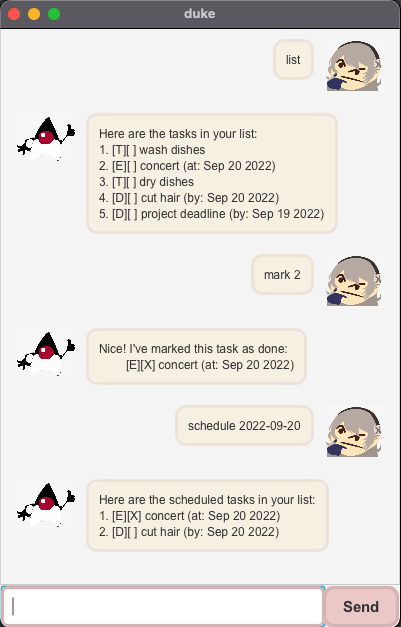 duke
list
Here are the tasks in your list:
1. [T][ ] wash dishes
2. [E][ ] concert (at: Sep 20 2022)
3. [T][ ] dry dishes
4. [D][ ] cut hair (by: Sep 20 2022)
5. [D][ ] project deadline (by: Sep 19 2022)
mark 2
Nice! I've marked this task as done:
[E][X] concert (at: Sep 20 2022)
schedule 2022-09-20
Here are the scheduled tasks in your list:
1. [E][X] concert (at: Sep 20 2022)
2. [D][ ] cut hair (by: Sep 20 2022)
Send